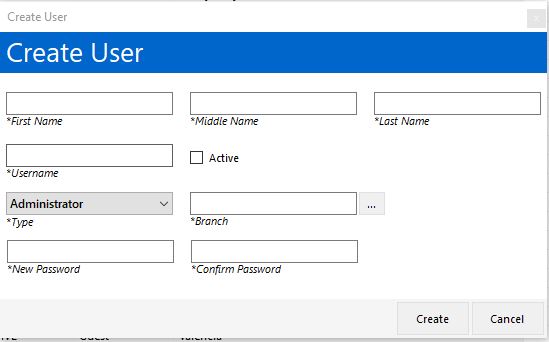 Create User
x
Create User
*First Name *Middle Name *Last Name
*Username Active
Administrator ...
*Type *Branch
*New Password *Confirm Password
Create Cancel